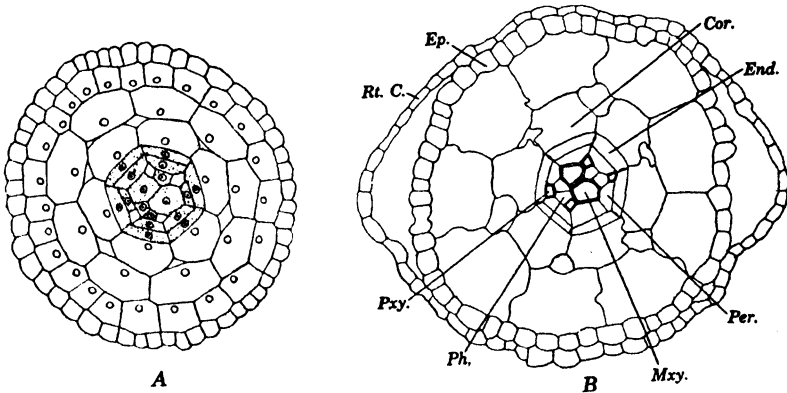 Cor.
Ep.
End.
Rt. C.
Pxy.
Per.
Ph,
Mxy.
A
B